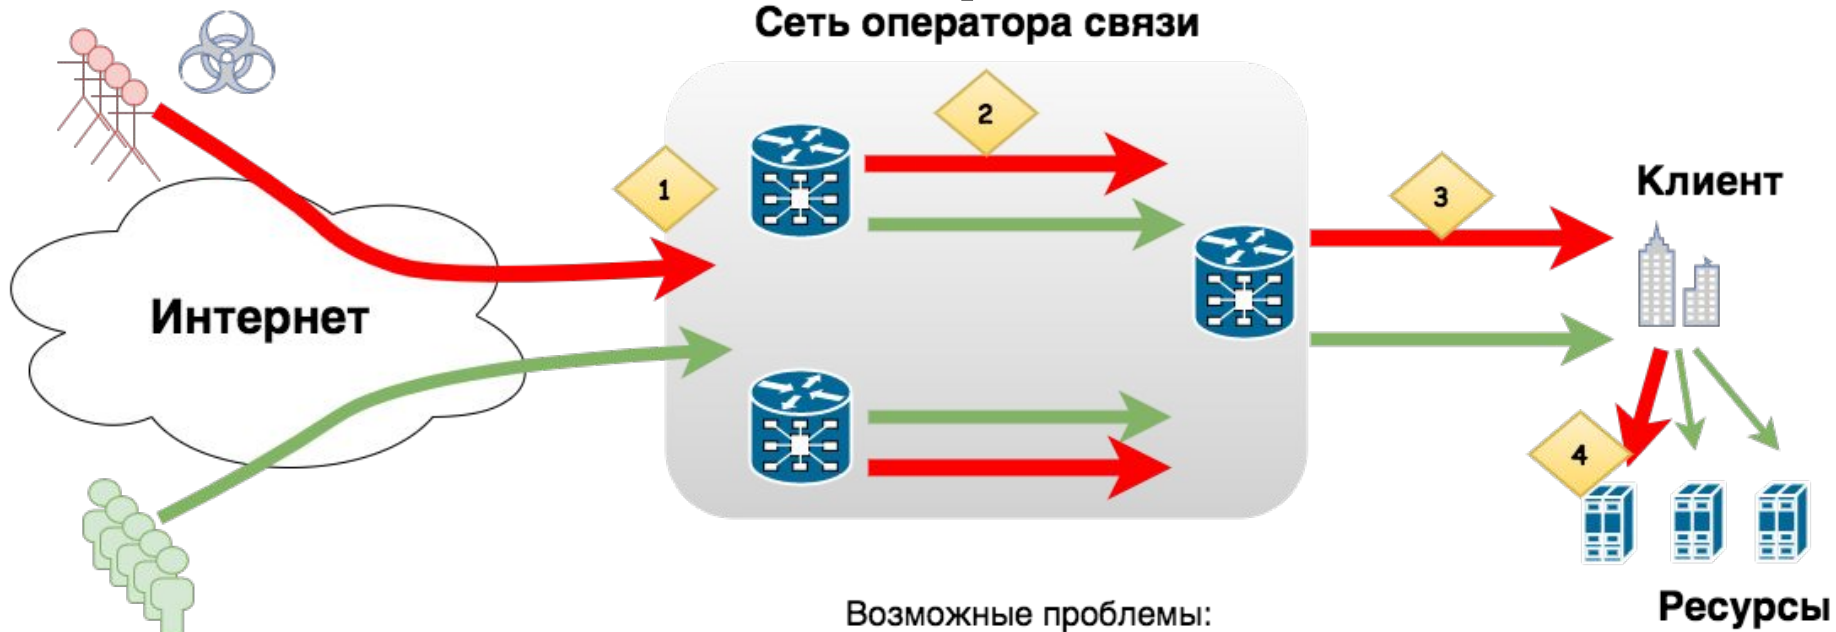 Сеть оператора связи
2
1
3
Клиент
Интернет
4
Возможные проблемы:
Ресурсы